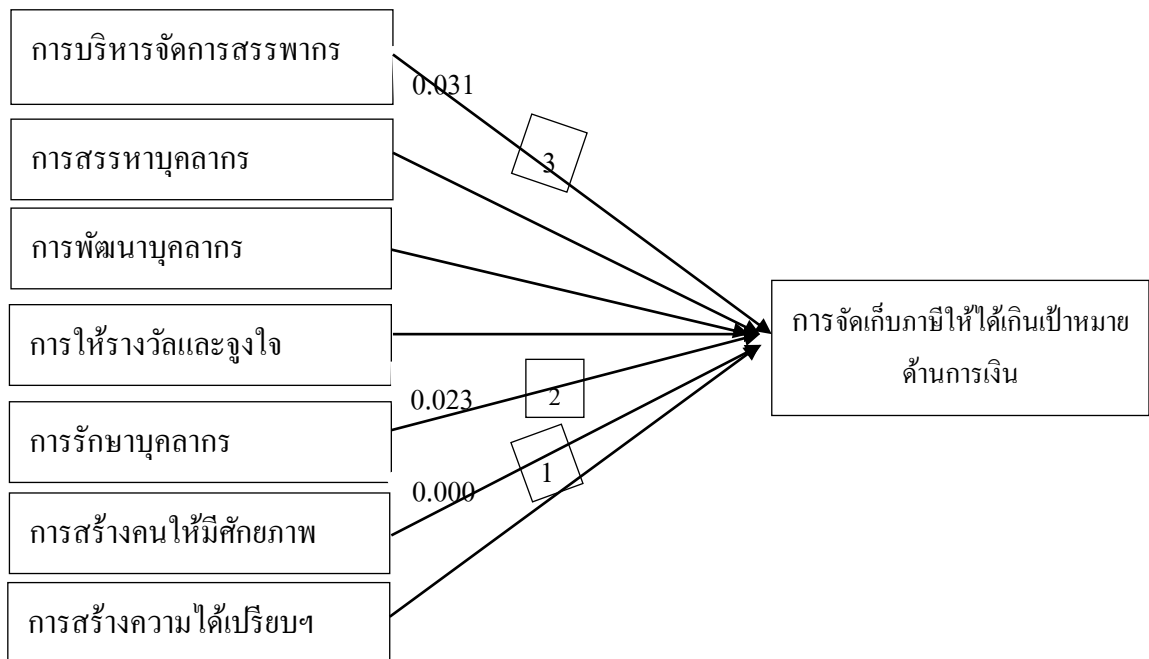 การบริหารจัดการสรรพากร
0.031
3
การสรรหาบุคลากร
การพัฒนาบุคลากร
การให้รางวัลและจูงใจ
การจัดเก็บภาษีให้ได้เกินเป้าหมาย
ด้านการเงิน
0.023
2
การรักษาบุคลากร
1
0.000
การสร้างคนให้มีศักยภาพ
การสร้างความได้เปรียบฯ